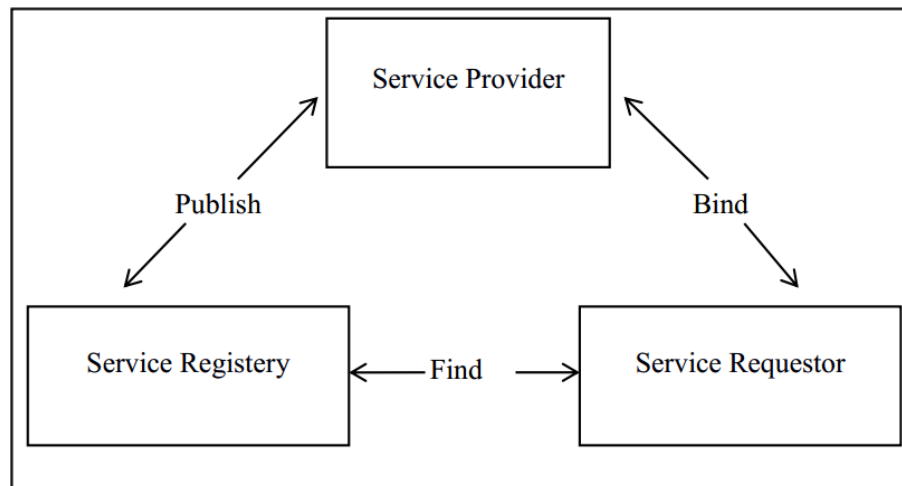 Service Provider
Publish
Bind
Service Registery
Find
Service Requestor